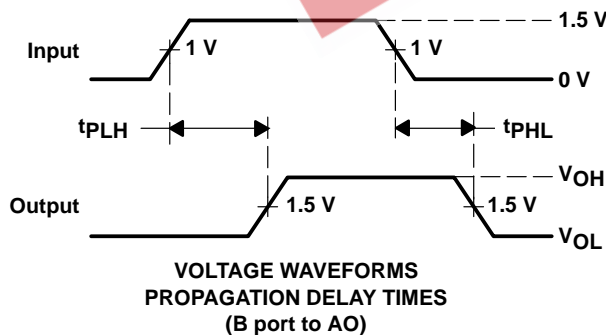 1.5 V
Input 1 V 1 V
0 V
tPLH tPHL
VOH
Output 1.5 V 1.5 V
VOL
VOLTAGE WAVEFORMS
PROPAGATION DELAY TIMES
(B port to AO)